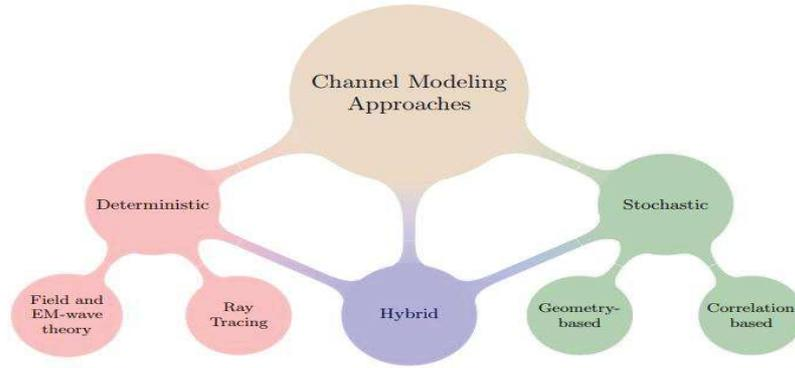 Channel Modeling
Approaches
Deterministic
Stochastic
Field and
EM-wave
theory
Ray
Tracing
Hybrid
Geometry-
based
Correlation-
based